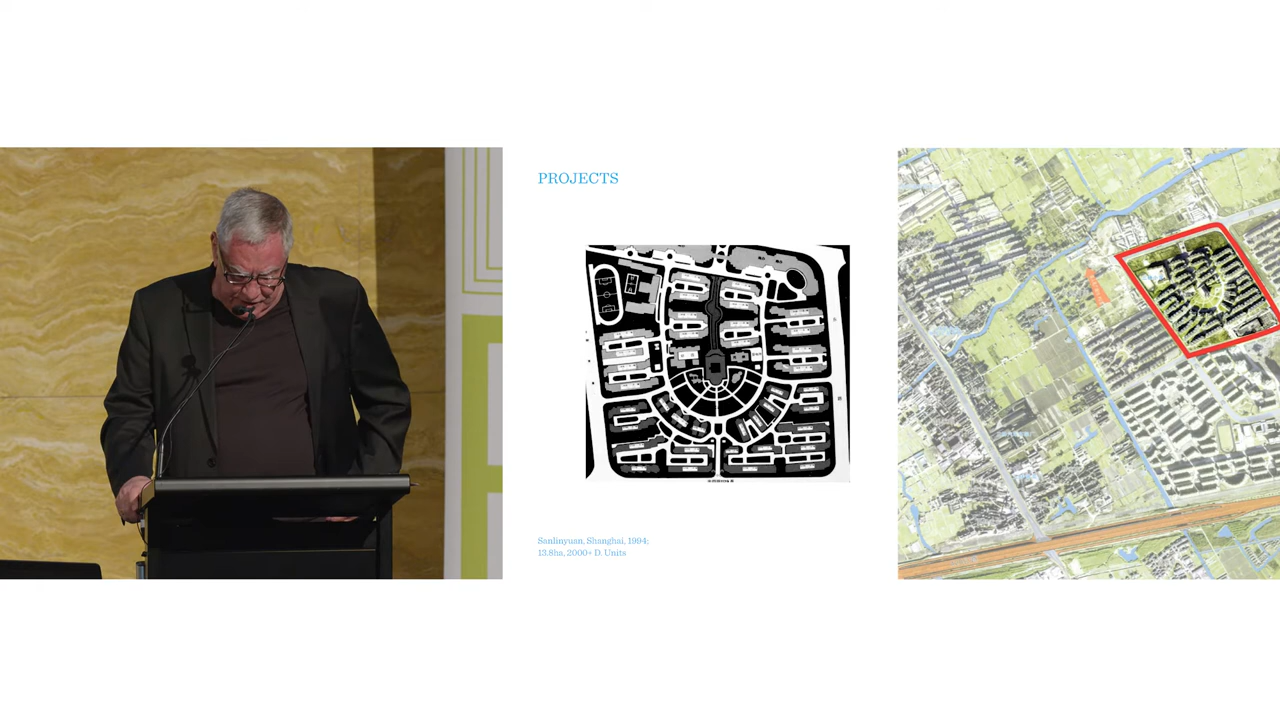 PROJECTS
Sanlinyuan, Shanghai, 1994;
13.8ha, 2000+ D. Units